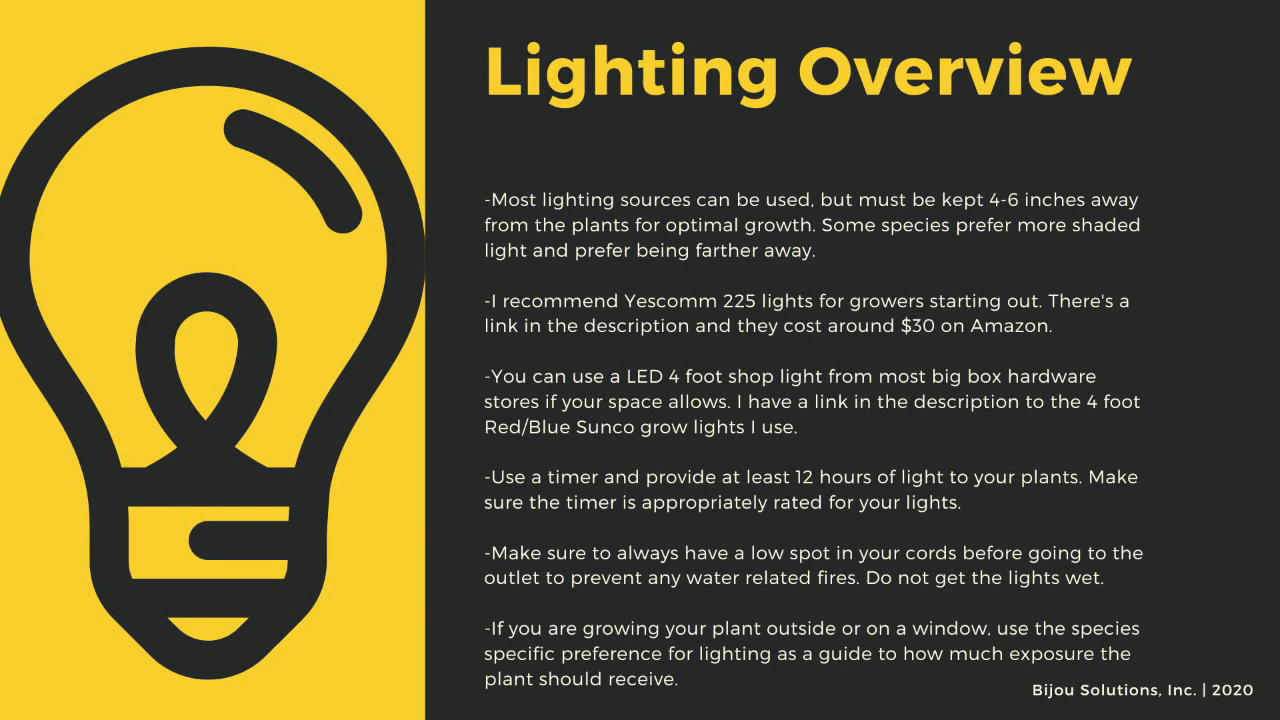 Lighting Overview
-Most lighting sources can be used, but must be kept 4-6 inches away
from the plants for optimal growth. Some species prefer more shaded
light and prefer being farther away.
-I recommend Yescomm 225 lights for growers starting out. There's a
link in the description and they cost around $30 on Amazon.
-You can use a LED 4 foot shop light from most big box hardware
stores if your space allows. I have a link in the description to the 4 foot
Red/Blue Sunco grow lights I use.
-Use a timer and provide at least 12 hours of light to your plants. Make
sure the timer is appropriately rated for your lights.
-Make sure to always have a low spot in your cords before going to the
outlet to prevent any water related fires. Do not get the lights wet.
-If you are growing your plant outside or on a window, use the species
specific preference for lighting as a guide to how much exposure the
plant should receive.
Bijou Solutions, Inc. | 2020